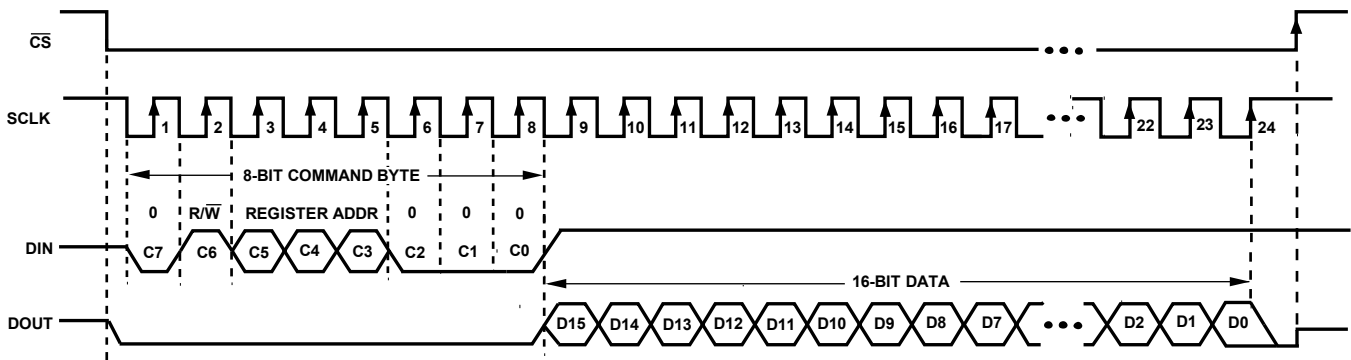 CS
SCLK
1 2 3 4 5 6 7 8 9 10 11 12 13 14 15 16 17 22 23 24
8-BIT COMMAND BYTE
0 R/W REGISTER ADDR 0 0 0
DIN C7 C6 C5 C4 C3 C2 C1 C0
16-BIT DATA
DOUT D15 D14 D13 D12 D11 D10 D9 D8 D7 D2 D1 D0